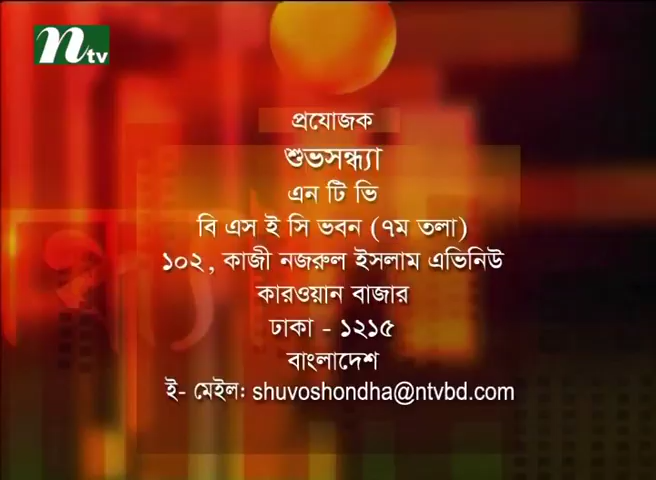 ntv
প্রযোজক
শুভসন্ধ্যা
এন টি ভি
বি এস ই সি ভবন (৭ম তলা)
১০২, কাজী নজরুল ইসলাম এভিনিউ
কারওয়ান বাজার
ঢাকা - ১২১৫
বাংলাদেশ
ই- মেইলঃ shuvoshondha@ntvbd.com